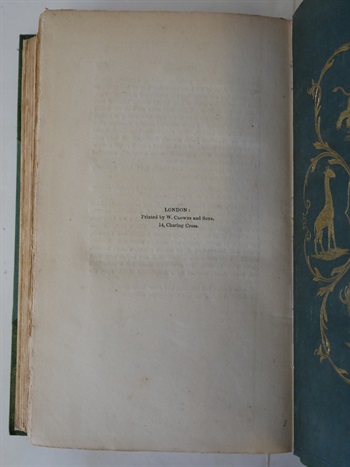 LONDON:
Printed by W. Clowes and Sons,
14, Charing Cross.